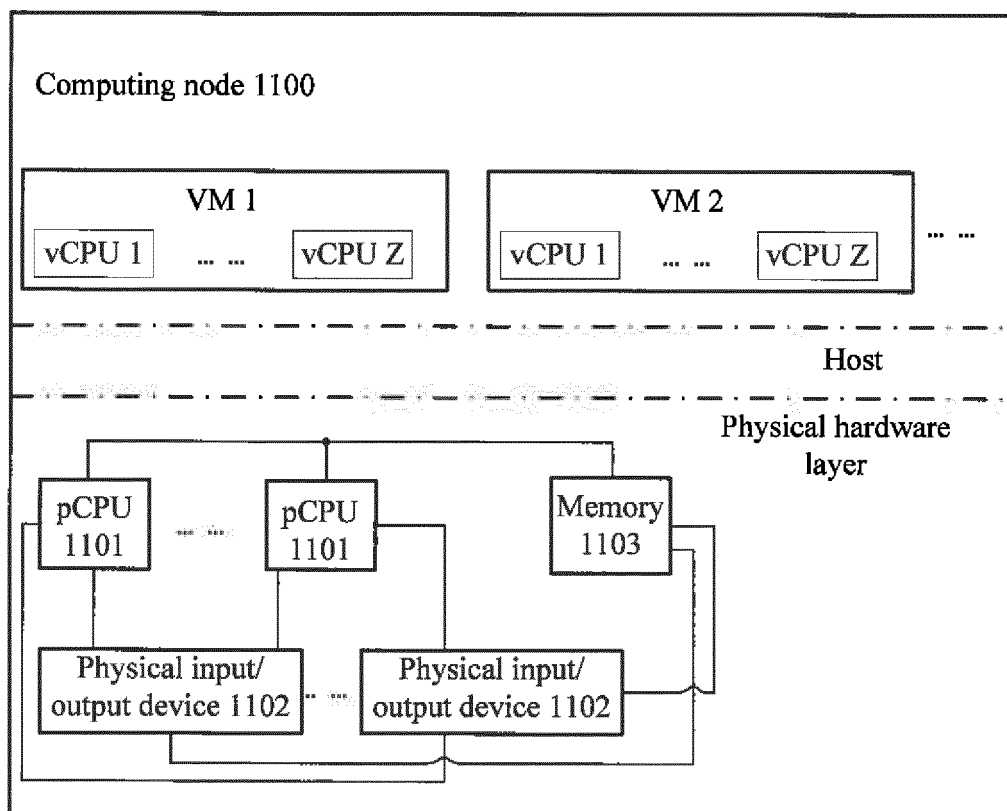 Computing node 1100
VM 1
vCPU 1 ... ... vCPU Z
VM 2
vCPU 1 ... ... vCPU Z
... ...
Host
Physical hardware
layer
pCPU
1101
... ...
pCPU
1101
Memory
1103
Physical input/
output device 1102
... ...
Physical input/
output device 1102